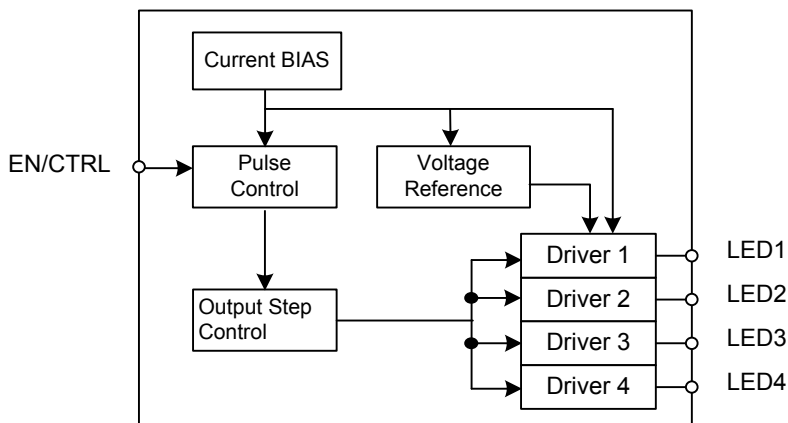 Current BIAS
EN/CTRL
Pulse
Control
Voltage
Reference
Output Step
Control
Driver 1
LED1
Driver 2
LED2
Driver 3
LED3
Driver 4
LED4